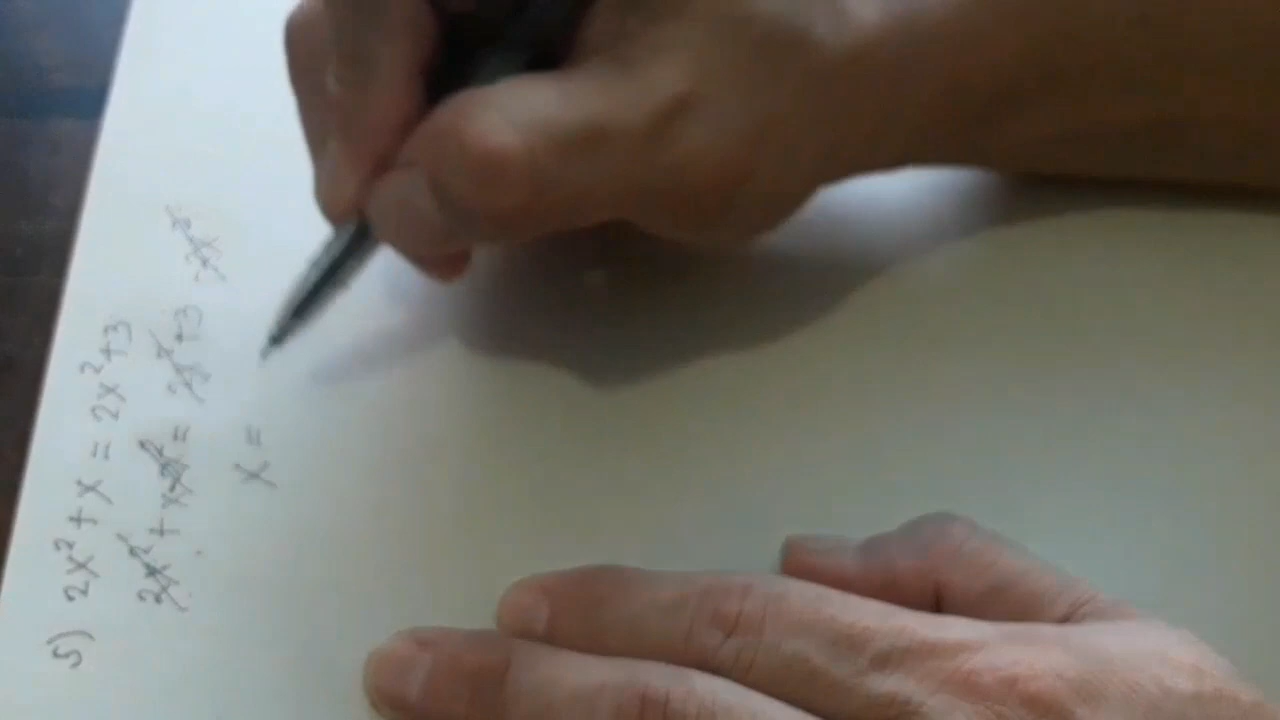 5) 2x² + x = 2x² + 3
2x² + x - 2x² = 2x² + 3 - 2x²
x =